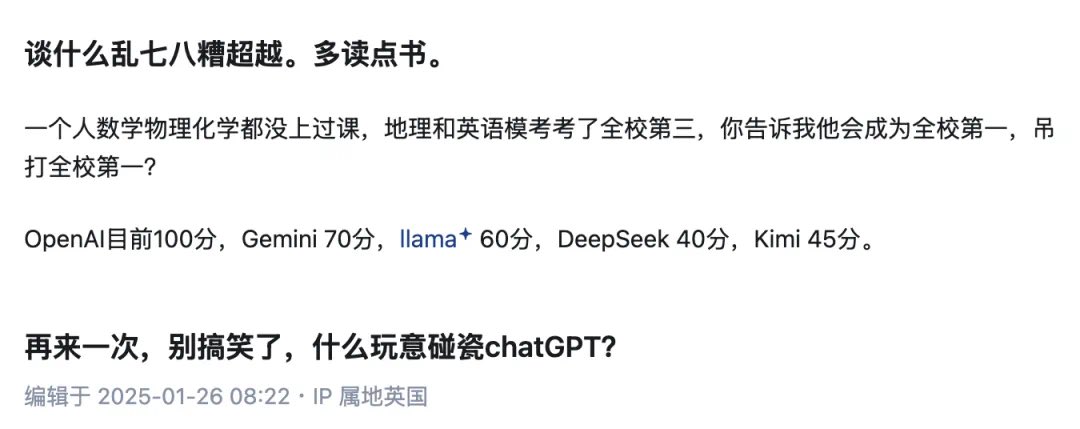 谈什么乱七八糟超越。多读点书。
一个人数学物理化学都没上过课，地理和英语模考考了全校第三，你告诉我他会成为全校第一，吊
打全校第一？
OpenAI目前100分，Gemini 70分，llama 60分，DeepSeek 40分，Kimi 45分。
再来一次，别搞笑了，什么玩意碰瓷chatGPT？
编辑于 2025-01-26 08:22・IP 属地英国